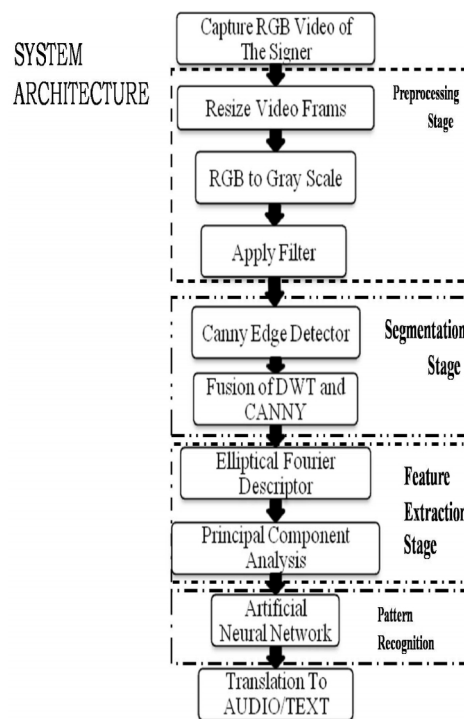 SYSTEM
ARCHITECTURE
Capture RGB Video of
The Signer
Preprocessing
Stage
Resize Video Frams
RGB to Gray Scale
Apply Filter
Segmentation
Stage
Canny Edge Detector
Fusion of DWT and
CANNY
Feature
Extraction
Stage
Elliptical Fourier
Descriptor
Principal Component
Analysis
Pattern
Recognition
Artificial
Neural Network
Translation To
AUDIO/TEXT